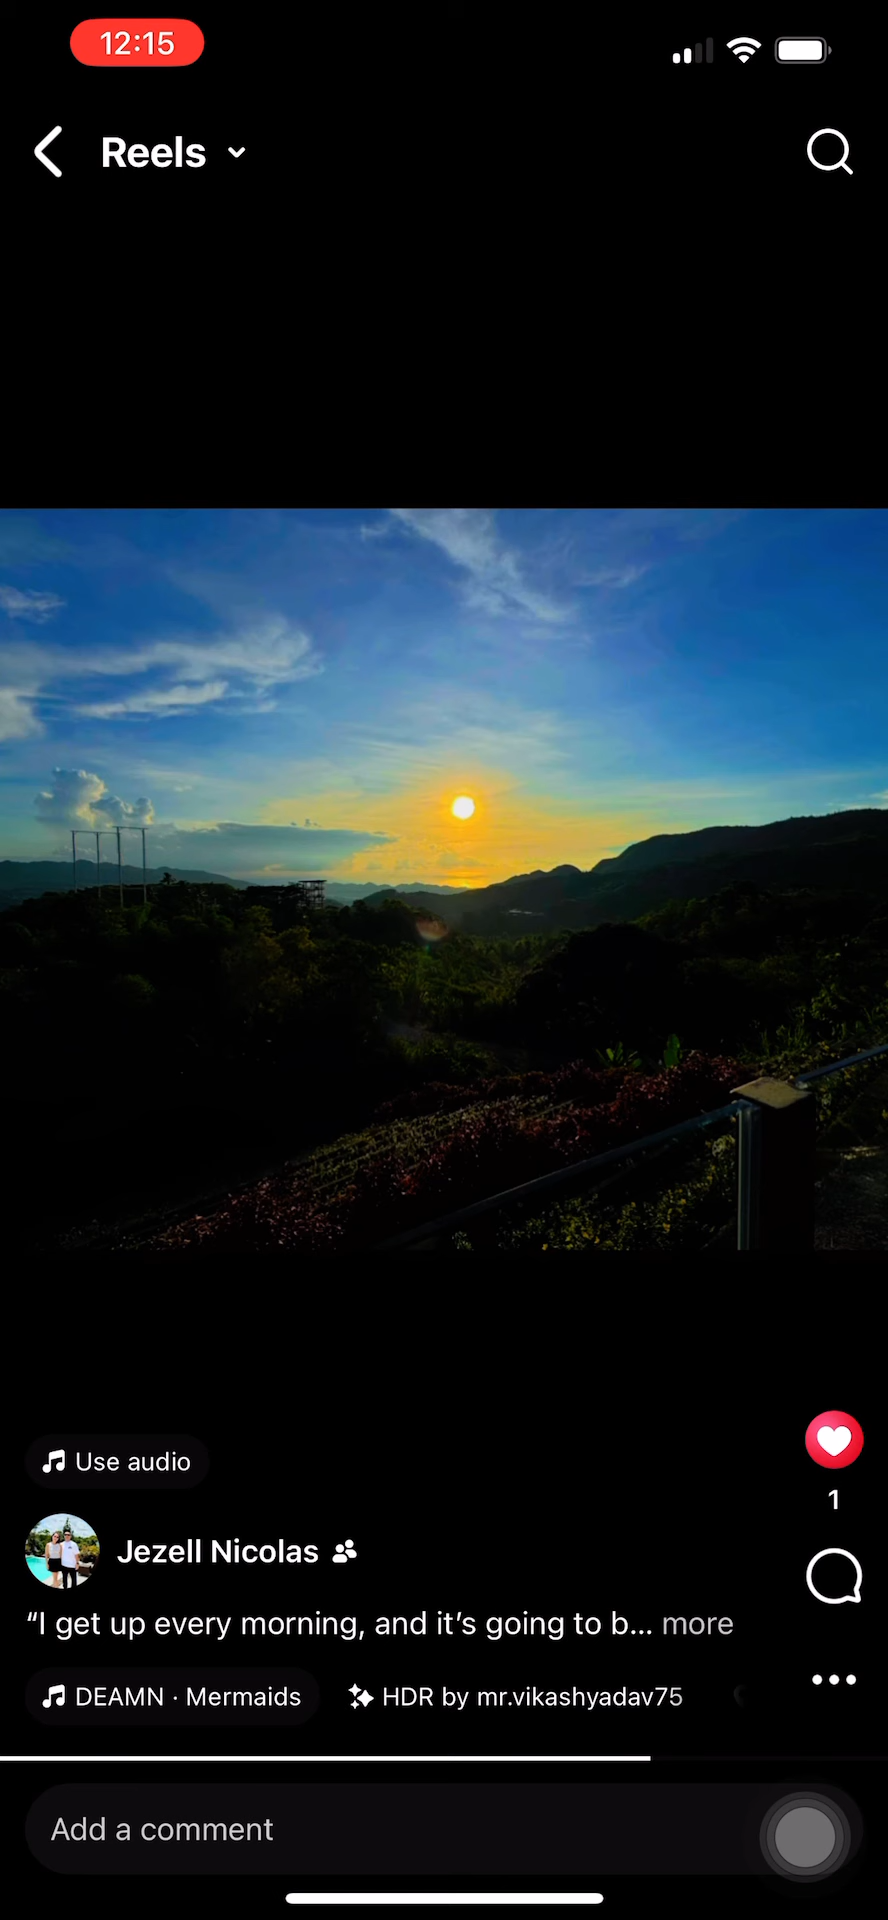 12:15
Reels
Use audio
1
Jezell Nicolas
“I get up every morning, and it’s going to b... more
DEAMN · Mermaids
HDR by mr.vikashyadav75
Add a comment